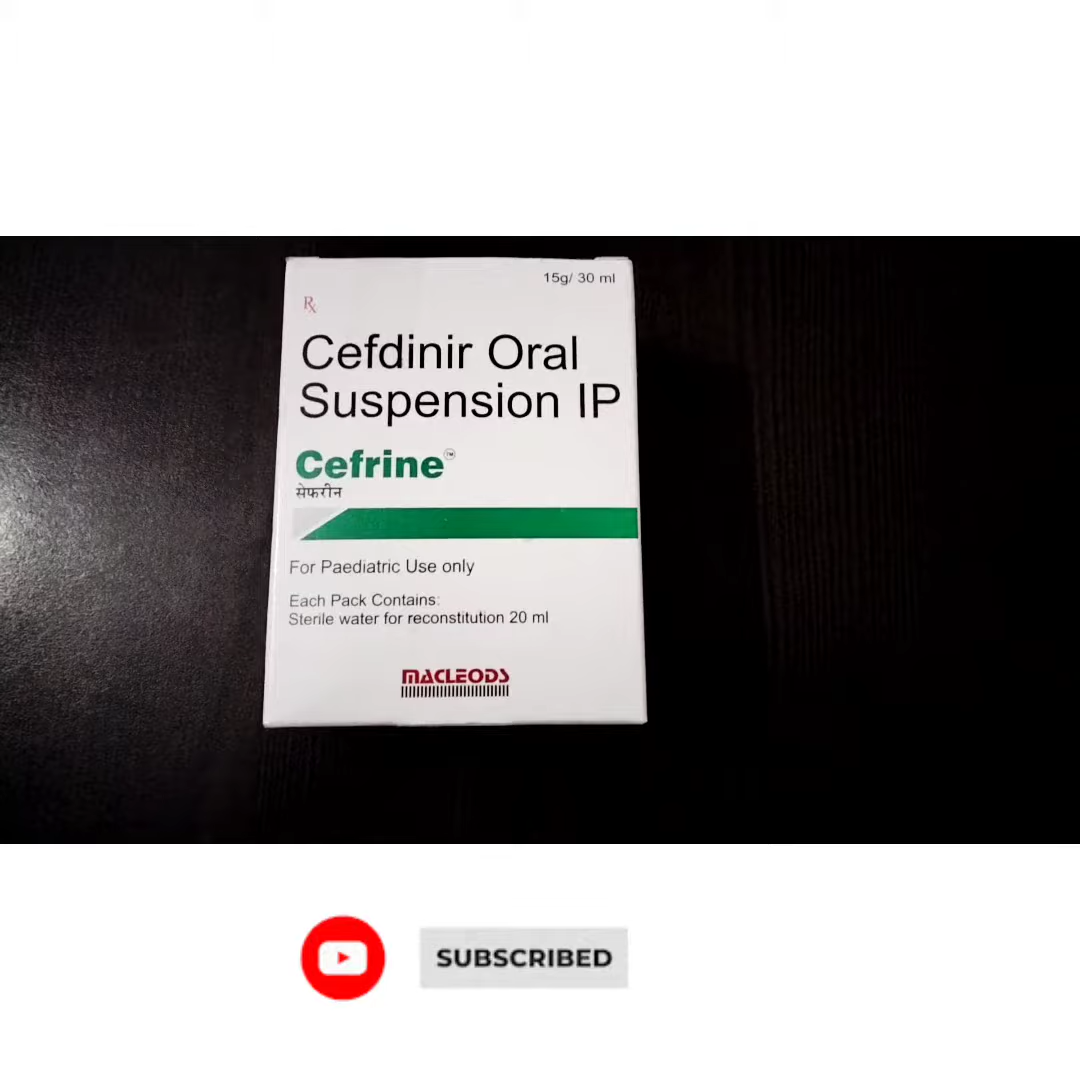 15g/ 30 ml
Rx
Cefdinir Oral
Suspension IP
Cefrine™
सेफरीन
For Paediatric Use only
Each Pack Contains:
Sterile water for reconstitution 20 ml
MACLEODS
SUBSCRIBED